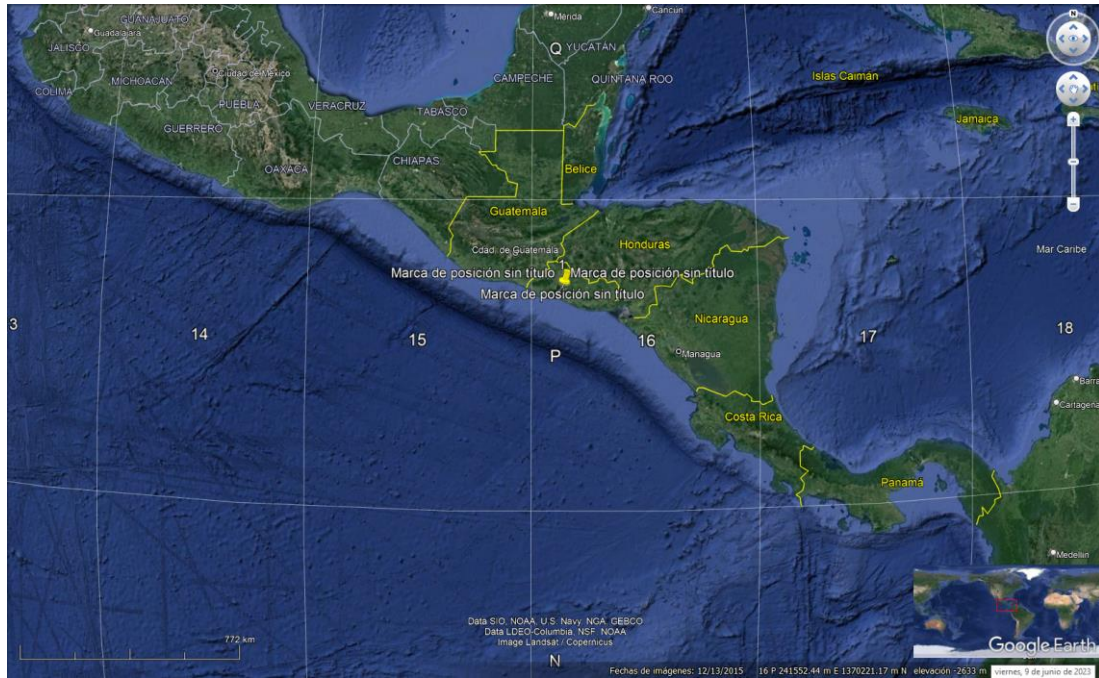 GUANAJUATO
Guadalajara
JALISCO
Mérida
Cancún
N
Q
YUCATÁN
MICHOACÁN
Ciudad de México
CAMPECHE
QUINTANA ROO
Islas Caimán
COLIMA
PUEBLA
VERACRUZ
TABASCO
GUERRERO
Jamaica
OAXACA
CHIAPAS
Belice
Guatemala
Cdad. de Guatemala
Honduras
Mar Caribe
1
Marca de posición sin título
Marca de posición sin título
Marca de posición sin título
3
14
15
P
16
Nicaragua
17
18
Managua
Cartagena
Costa Rica
Panamá
Medellín
772 km
Data SIO, NOAA, U.S. Navy, NGA, GEBCO
Data LDEO-Columbia, NSF, NOAA
Image Landsat / Copernicus
N
Google Earth
Fechas de imágenes: 12/13/2015 16 P 241552.44 m E 1370221.17 m N elevación -2633 m
viernes, 9 de junio de 2023